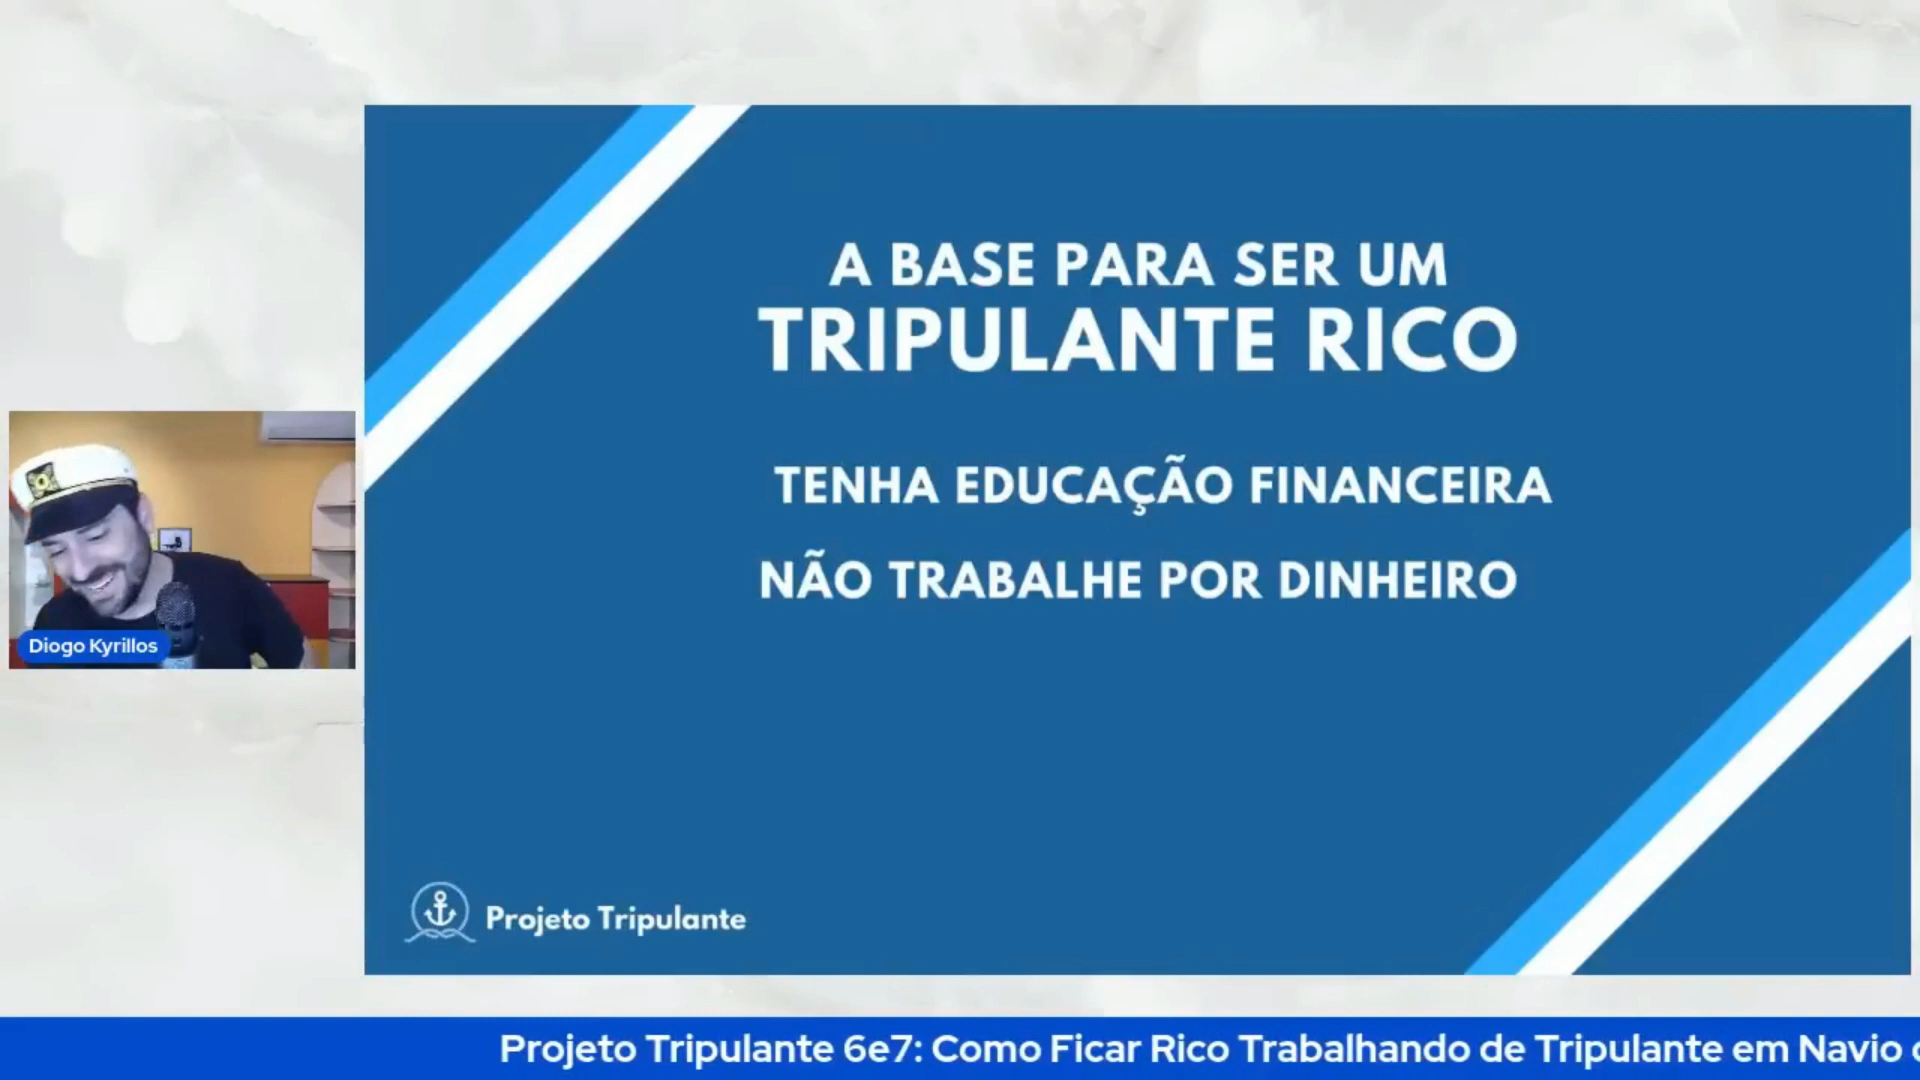 A BASE PARA SER UM
TRIPULANTE RICO
TENHA EDUCAÇÃO FINANCEIRA
NÃO TRABALHE POR DINHEIRO
Diogo Kyrillos
Projeto Tripulante
Projeto Tripulante 6e7: Como Ficar Rico Trabalhando de Tripulante em Navio